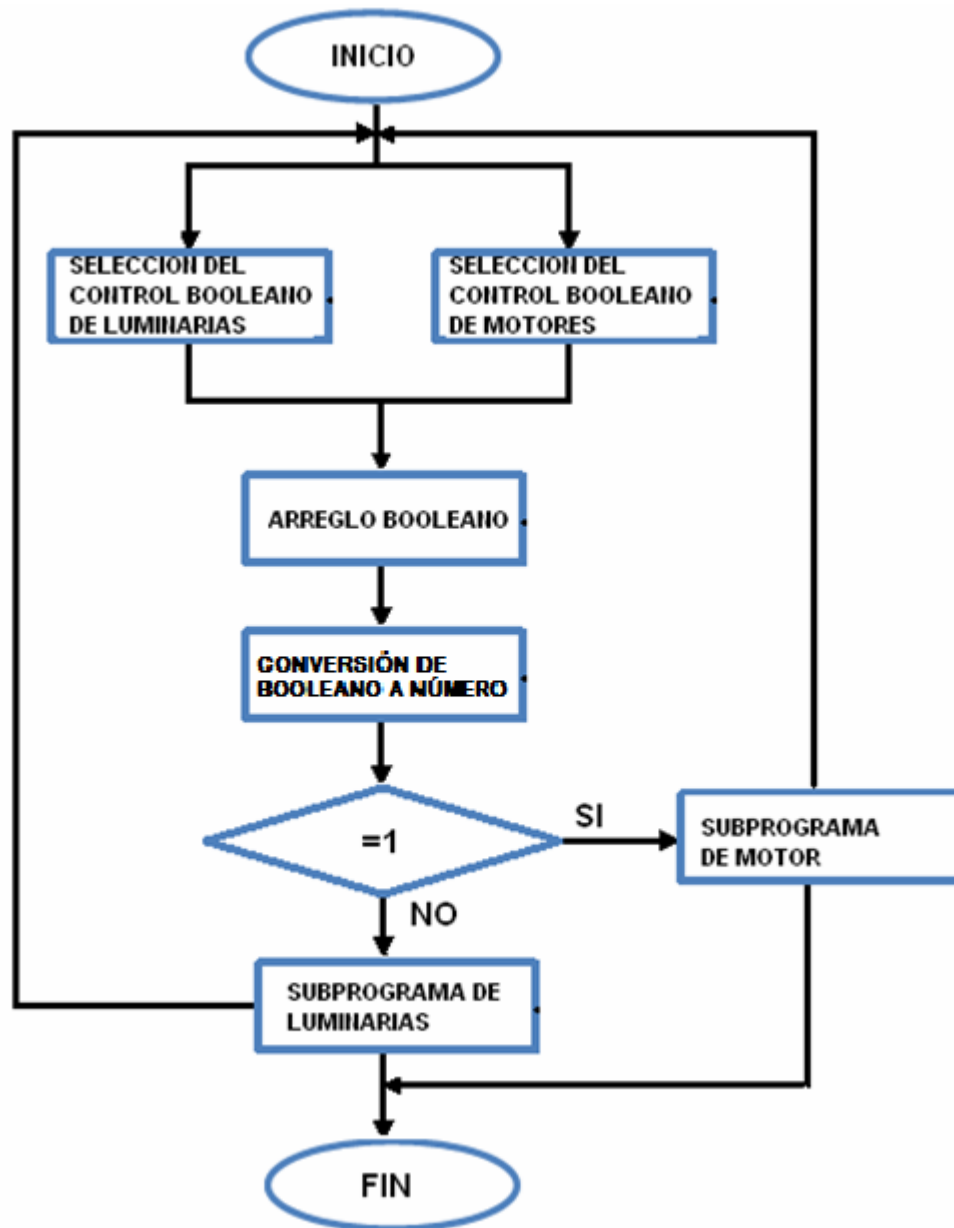 INICIO
SELECCION DEL
CONTROL BOOLEANO
DE LUMINARIAS
SELECCION DEL
CONTROL BOOLEANO
DE MOTORES
ARREGLO BOOLEANO
CONVERSIÓN DE
BOOLEANO A NÚMERO
=1
SI
SUBPROGRAMA
DE MOTOR
NO
SUBPROGRAMA DE
LUMINARIAS
FIN